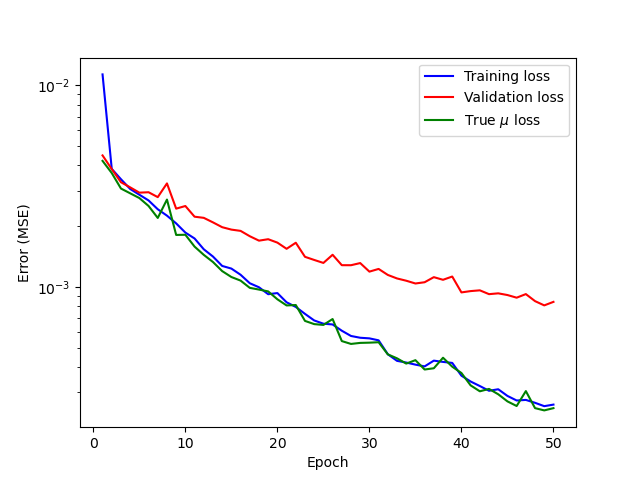 Training loss
Validation loss
True μ loss
10⁻²
10⁻³
Error (MSE)
0 10 20 30 40 50
Epoch